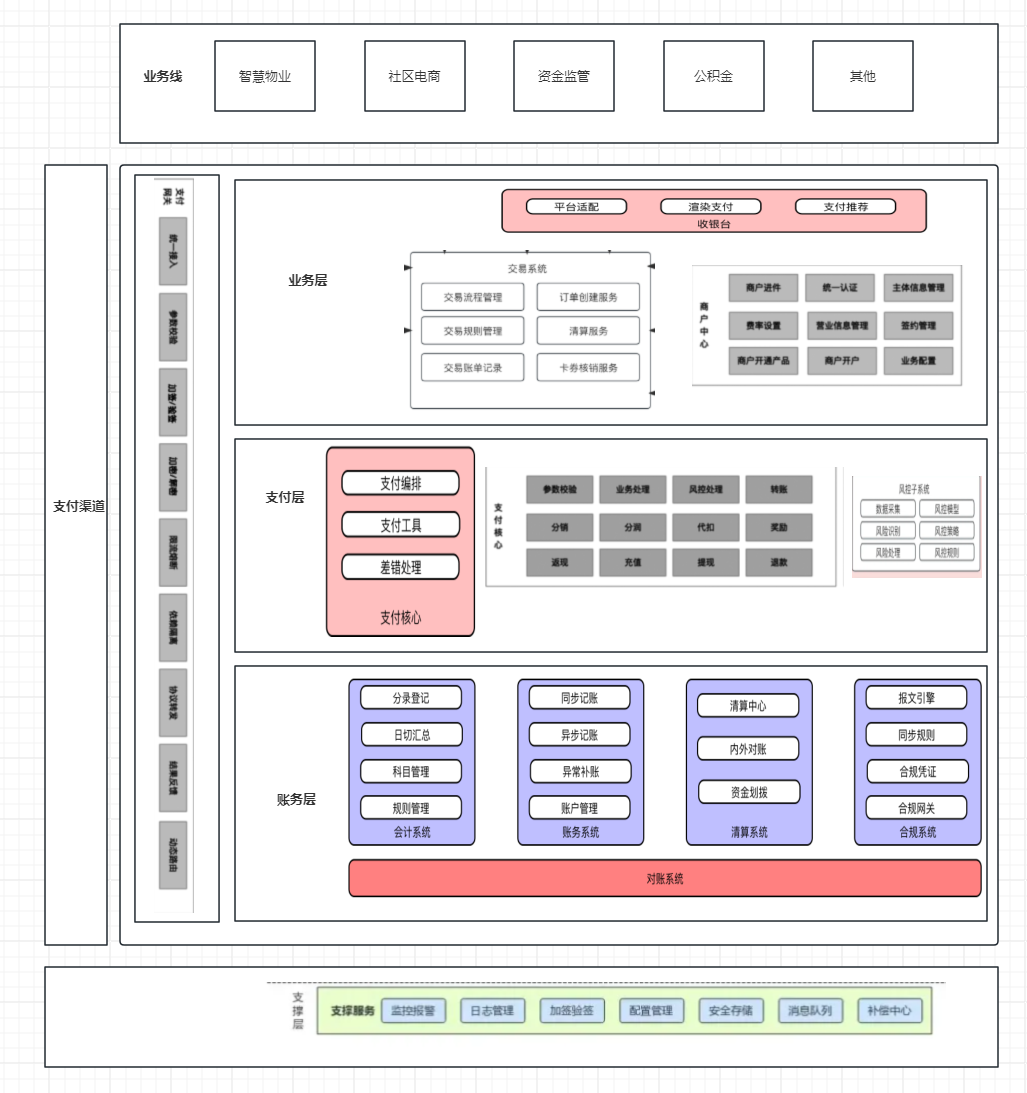 业务线
智慧物业
社区电商
资金监管
公积金
其他
支付渠道
支付
网关
统一接入
参数校验
加签/验签
加密/解密
限流熔断
依赖隔离
协议转发
结果反馈
动态路由
业务层
平台适配
渲染支付
支付推荐
收银台
交易系统
交易流程管理
订单创建服务
交易规则管理
清算服务
交易账单记录
卡券核销服务
商户中心
商户进件
统一认证
主体信息管理
费率设置
营业信息管理
签约管理
商户开通产品
商户开户
业务配置
支付层
支付编排
支付工具
差错处理
支付核心
支付核心
参数校验
业务处理
风控处理
转账
分销
分润
代扣
奖励
返现
充值
提现
退款
风控子系统
数据采集
风控模型
风险识别
风控策略
风险处理
风控规则
账务层
分录登记
日切汇总
科目管理
规则管理
会计系统
同步记账
异步记账
异常补账
账户管理
账务系统
清算中心
内外对账
资金划拨
清算系统
报文引擎
同步规则
合规凭证
合规网关
合规系统
对账系统
支撑层
支撑服务
监控报警
日志管理
加签验签
配置管理
安全存储
消息队列
补偿中心